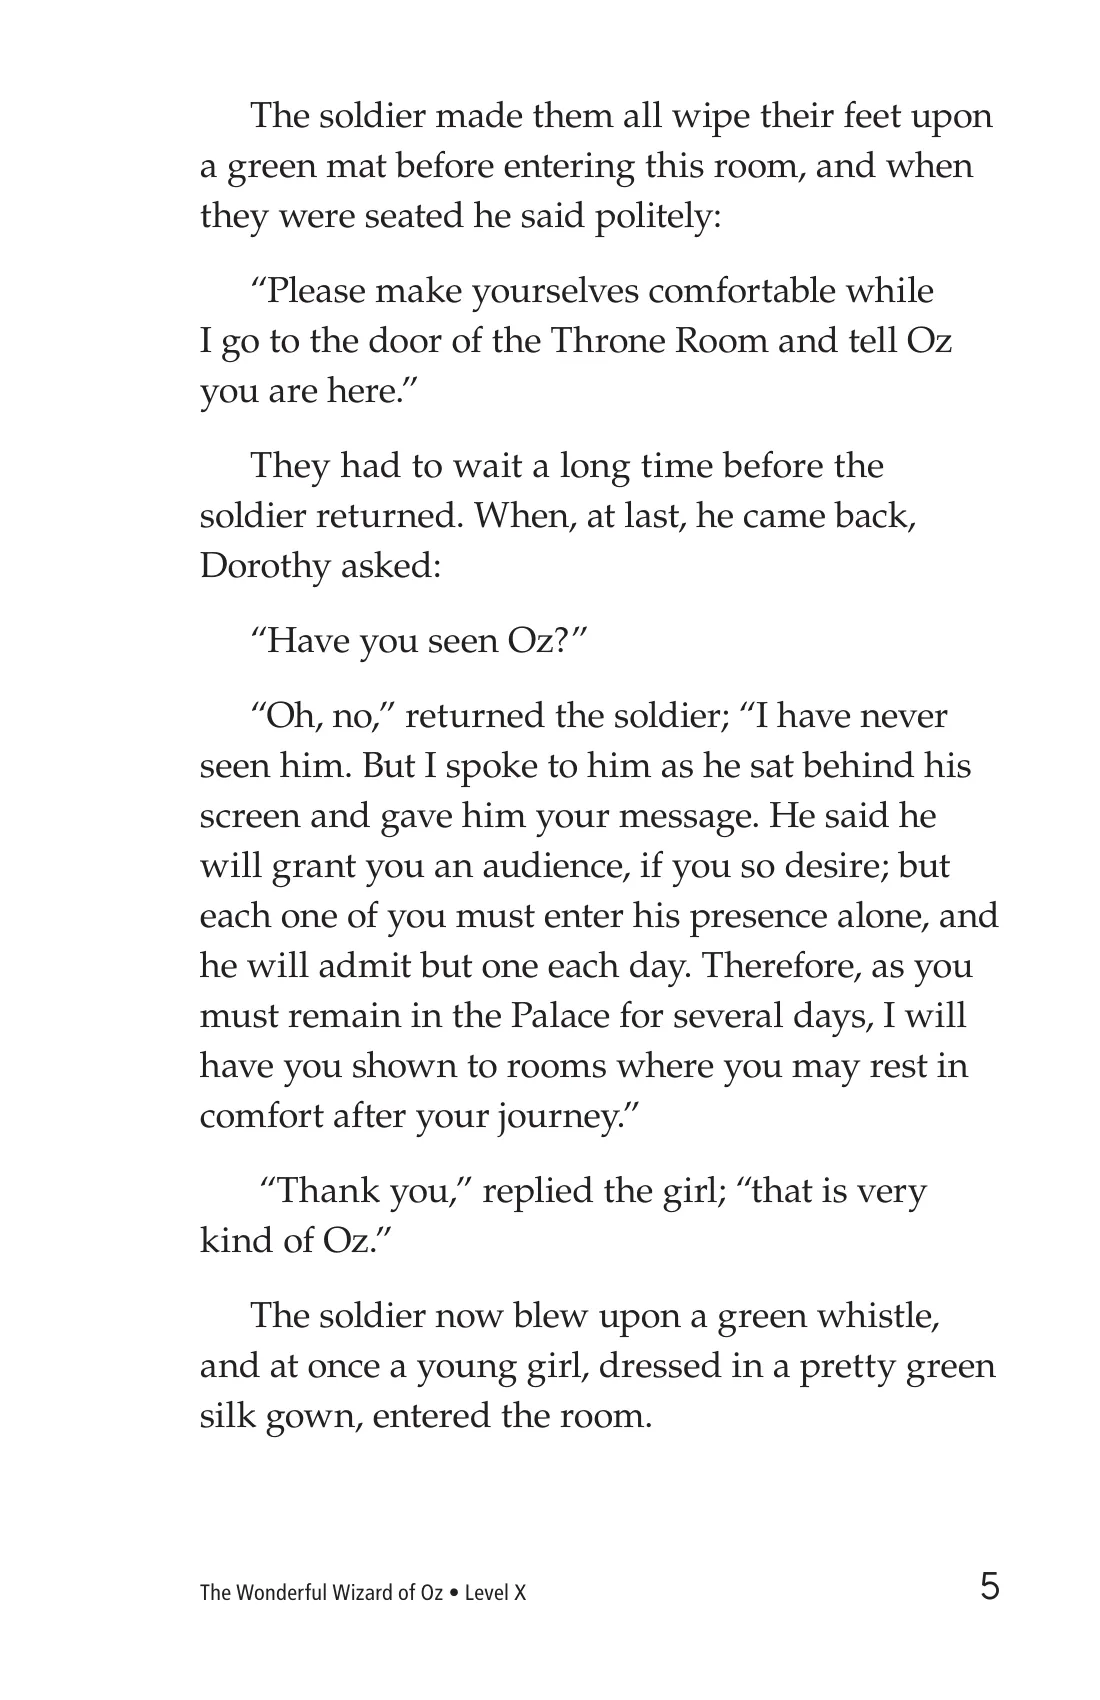 The soldier made them all wipe their feet upon
a green mat before entering this room, and when
they were seated he said politely:
“Please make yourselves comfortable while
I go to the door of the Throne Room and tell Oz
you are here.”
They had to wait a long time before the
soldier returned. When, at last, he came back,
Dorothy asked:
“Have you seen Oz?”
“Oh, no,” returned the soldier; “I have never
seen him. But I spoke to him as he sat behind his
screen and gave him your message. He said he
will grant you an audience, if you so desire; but
each one of you must enter his presence alone, and
he will admit but one each day. Therefore, as you
must remain in the Palace for several days, I will
have you shown to rooms where you may rest in
comfort after your journey.”
“Thank you,” replied the girl; “that is very
kind of Oz.”
The soldier now blew upon a green whistle,
and at once a young girl, dressed in a pretty green
silk gown, entered the room.
The Wonderful Wizard of Oz • Level X
5